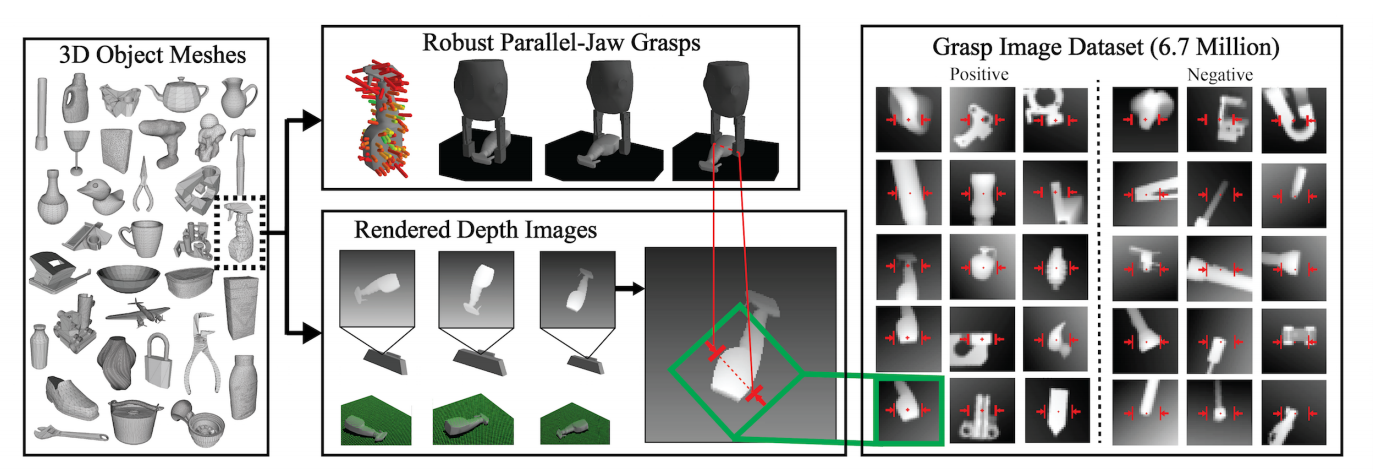 3D Object Meshes
Robust Parallel-Jaw Grasps
Rendered Depth Images
Grasp Image Dataset (6.7 Million)
Positive
Negative